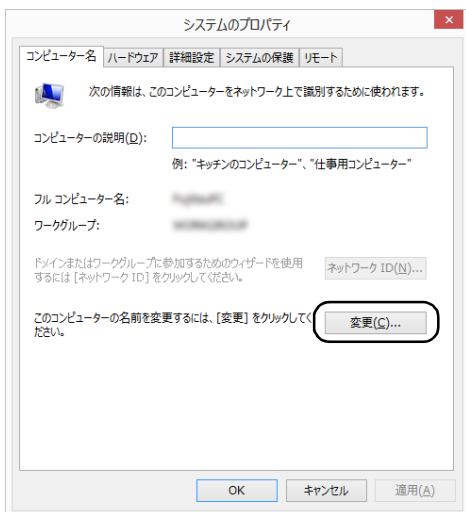 システムのプロパティ
コンピューター名 ハードウェア 詳細設定 システムの保護 リモート
次の情報は、このコンピューターをネットワーク上で識別するために使われます。
コンピューターの説明(D):
例: "キッチンのコンピューター"、"仕事用コンピューター"
フル コンピューター名:
ワークグループ:
ドメインまたはワークグループに参加するためのウィザードを使用
するには [ネットワーク ID] をクリックしてください。
ネットワーク ID(N)...
このコンピューターの名前を変更するには、[変更] をクリックしてく
ださい。
変更(C)...
OK キャンセル 適用(A)